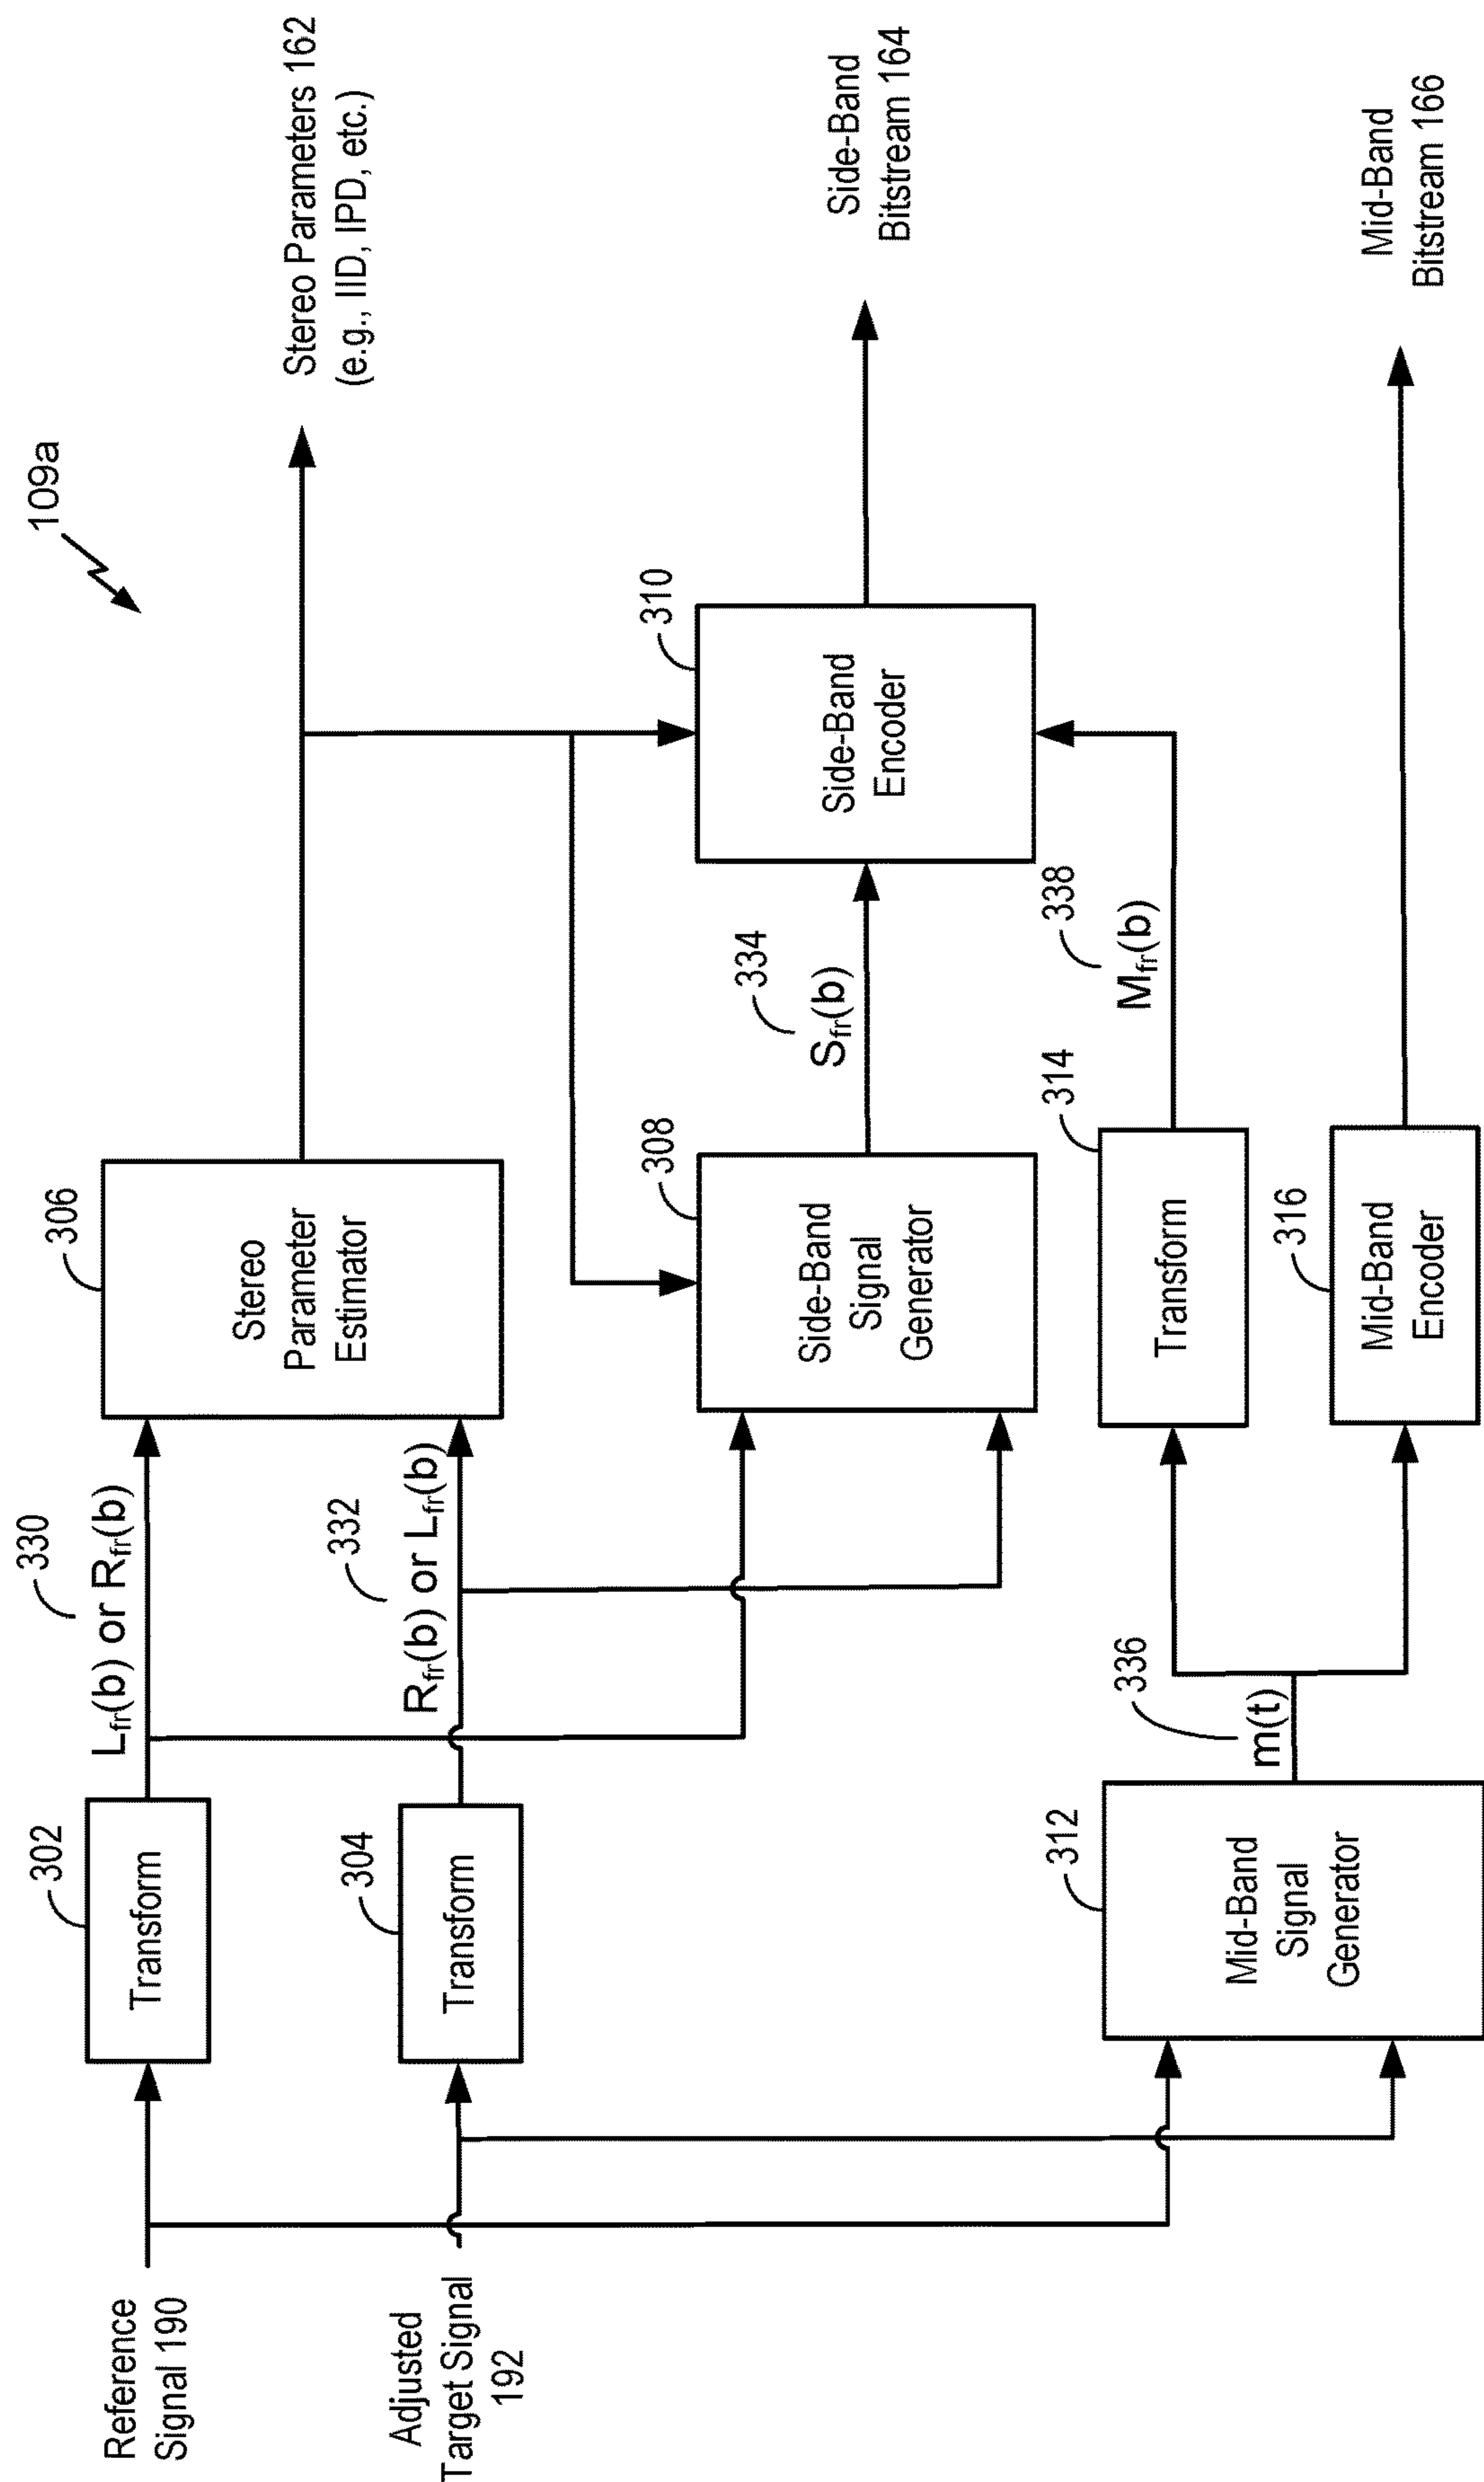 109a
Reference
Signal 190
302
Transform
330
Lfr(b) or Rfr(b)
306
Stereo
Parameter
Estimator
Stereo Parameters 162
(e.g., IID, IPD, etc.)
Adjusted
Target Signal
192
304
Transform
332
Rfr(b) or Lfr(b)
308
Side-Band
Signal
Generator
334
Sfr(b)
310
Side-Band
Encoder
Side-Band
Bitstream 164
312
Mid-Band
Signal
Generator
336
m(t)
314
Transform
338
Mfr(b)
316
Mid-Band
Encoder
Mid-Band
Bitstream 166